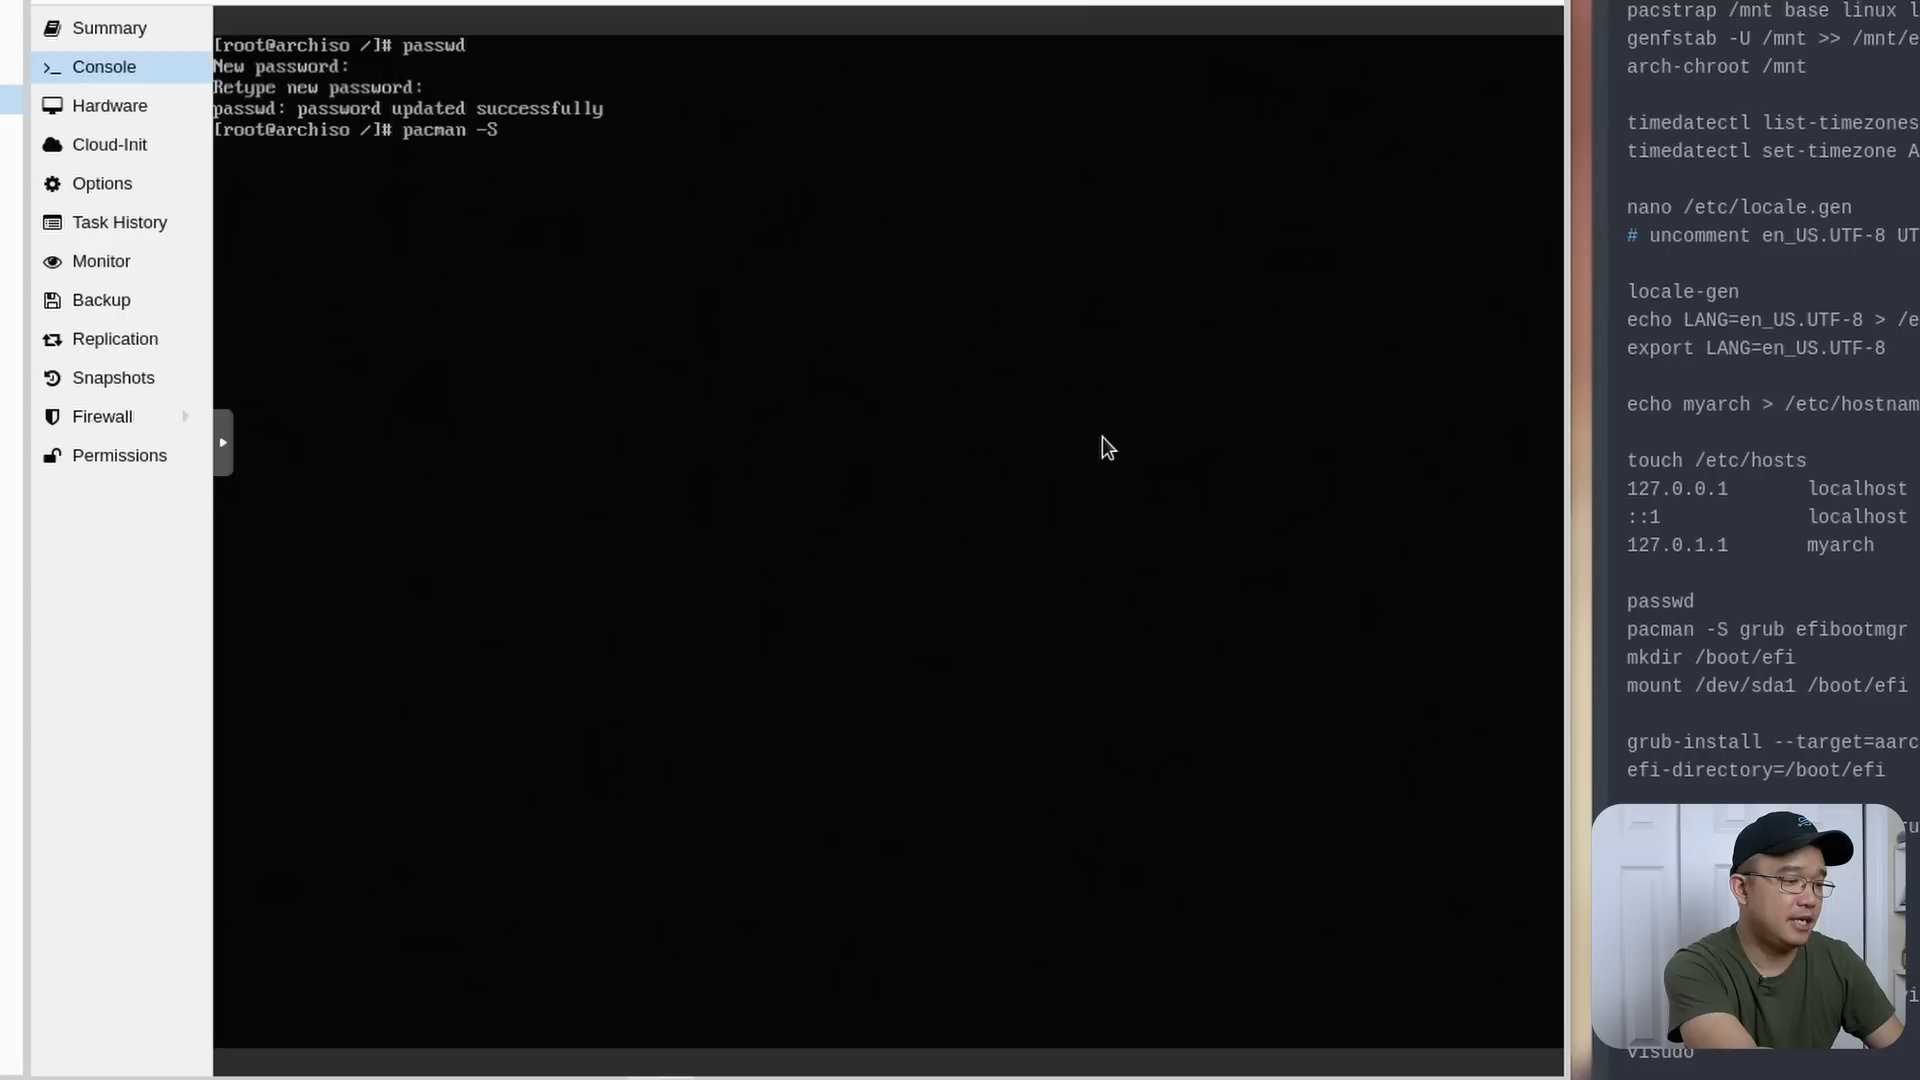 Summary
Console
Hardware
Cloud-Init
Options
Task History
Monitor
Backup
Replication
Snapshots
Firewall
Permissions
[root@archiso /]# passwd
New password:
Retype new password:
passwd: password updated successfully
[root@archiso /]# pacman -S
pacstrap /mnt base linux l
genfstab -U /mnt >> /mnt/e
arch-chroot /mnt
timedatectl list-timezones
timedatectl set-timezone A
nano /etc/locale.gen
# uncomment en_US.UTF-8 UT
locale-gen
echo LANG=en_US.UTF-8 > /e
export LANG=en_US.UTF-8
echo myarch > /etc/hostnam
touch /etc/hosts
127.0.0.1 localhost
::1 localhost
127.0.1.1 myarch
passwd
pacman -S grub efibootmgr
mkdir /boot/efi
mount /dev/sda1 /boot/efi
grub-install --target=aarc
efi-directory=/boot/efi
visudo